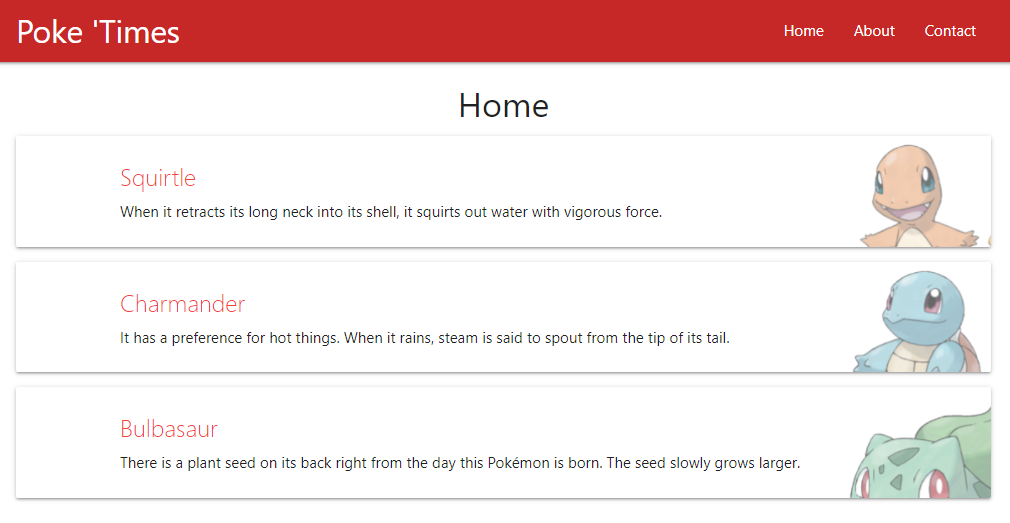 Poke 'Times
Home About Contact
Home
Squirtle
When it retracts its long neck into its shell, it squirts out water with vigorous force.
Charmander
It has a preference for hot things. When it rains, steam is said to spout from the tip of its tail.
Bulbasaur
There is a plant seed on its back right from the day this Pokémon is born. The seed slowly grows larger.